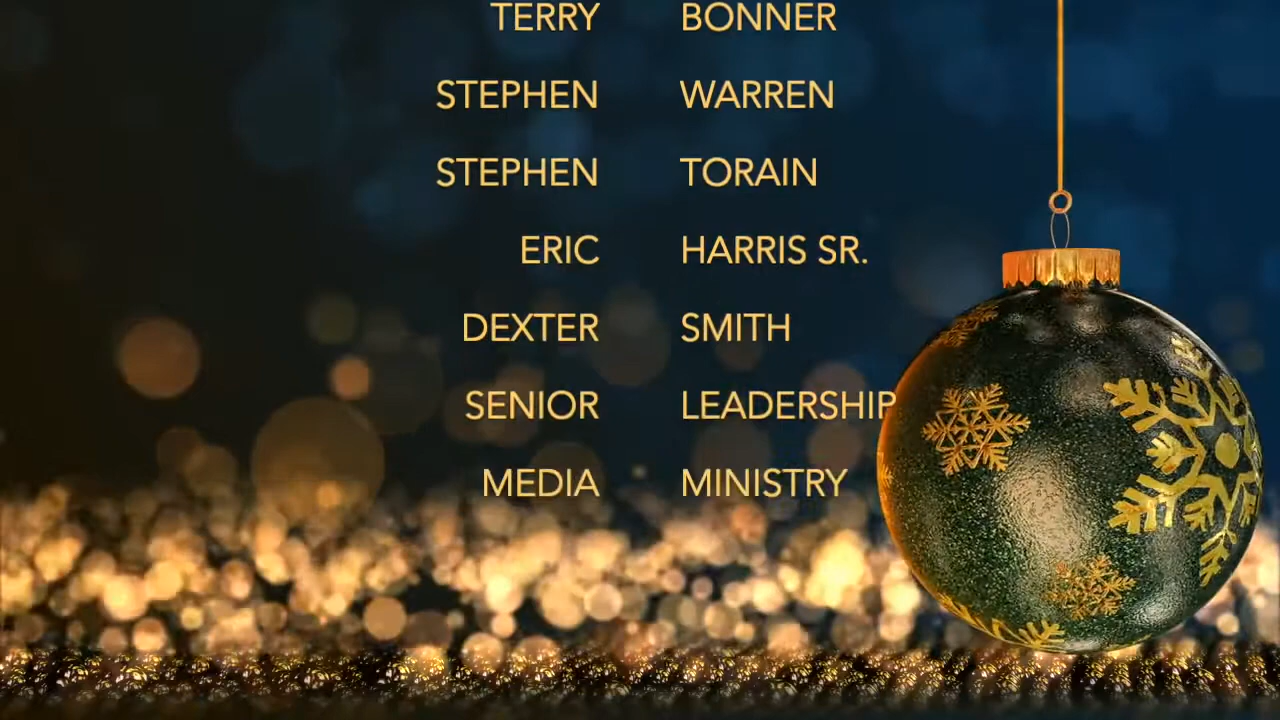 TERRY BONNER
STEPHEN WARREN
STEPHEN TORAIN
ERIC HARRIS SR.
DEXTER SMITH
SENIOR LEADERSHIP
MEDIA MINISTRY